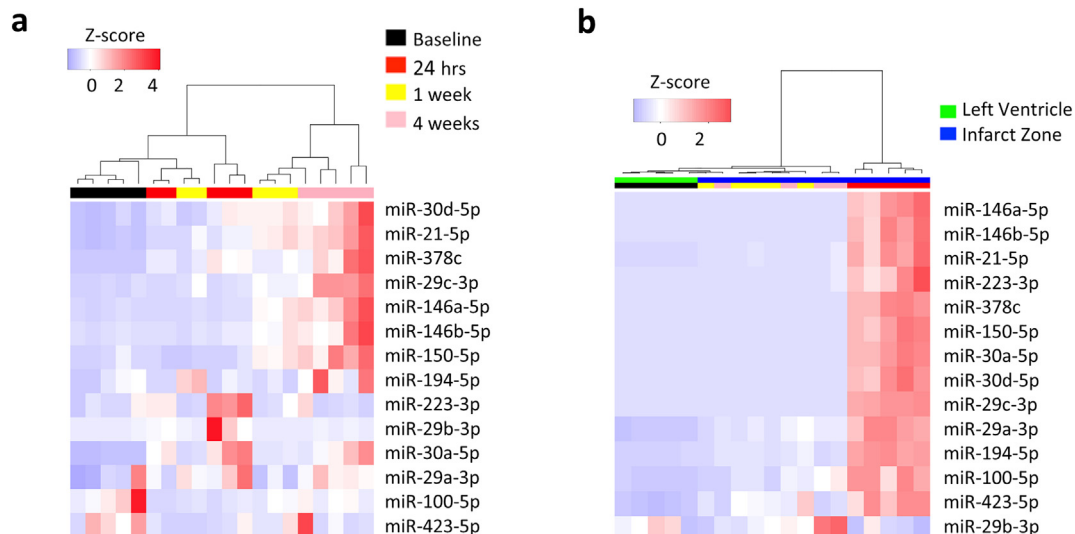 a
Z-score
0 2 4
Baseline
24 hrs
1 week
4 weeks
miR-30d-5p
miR-21-5p
miR-378c
miR-29c-3p
miR-146a-5p
miR-146b-5p
miR-150-5p
miR-194-5p
miR-223-3p
miR-29b-3p
miR-30a-5p
miR-29a-3p
miR-100-5p
miR-423-5p
b
Z-score
0 2
Left Ventricle
Infarct Zone
miR-146a-5p
miR-146b-5p
miR-21-5p
miR-223-3p
miR-378c
miR-150-5p
miR-30a-5p
miR-30d-5p
miR-29c-3p
miR-29a-3p
miR-194-5p
miR-100-5p
miR-423-5p
miR-29b-3p